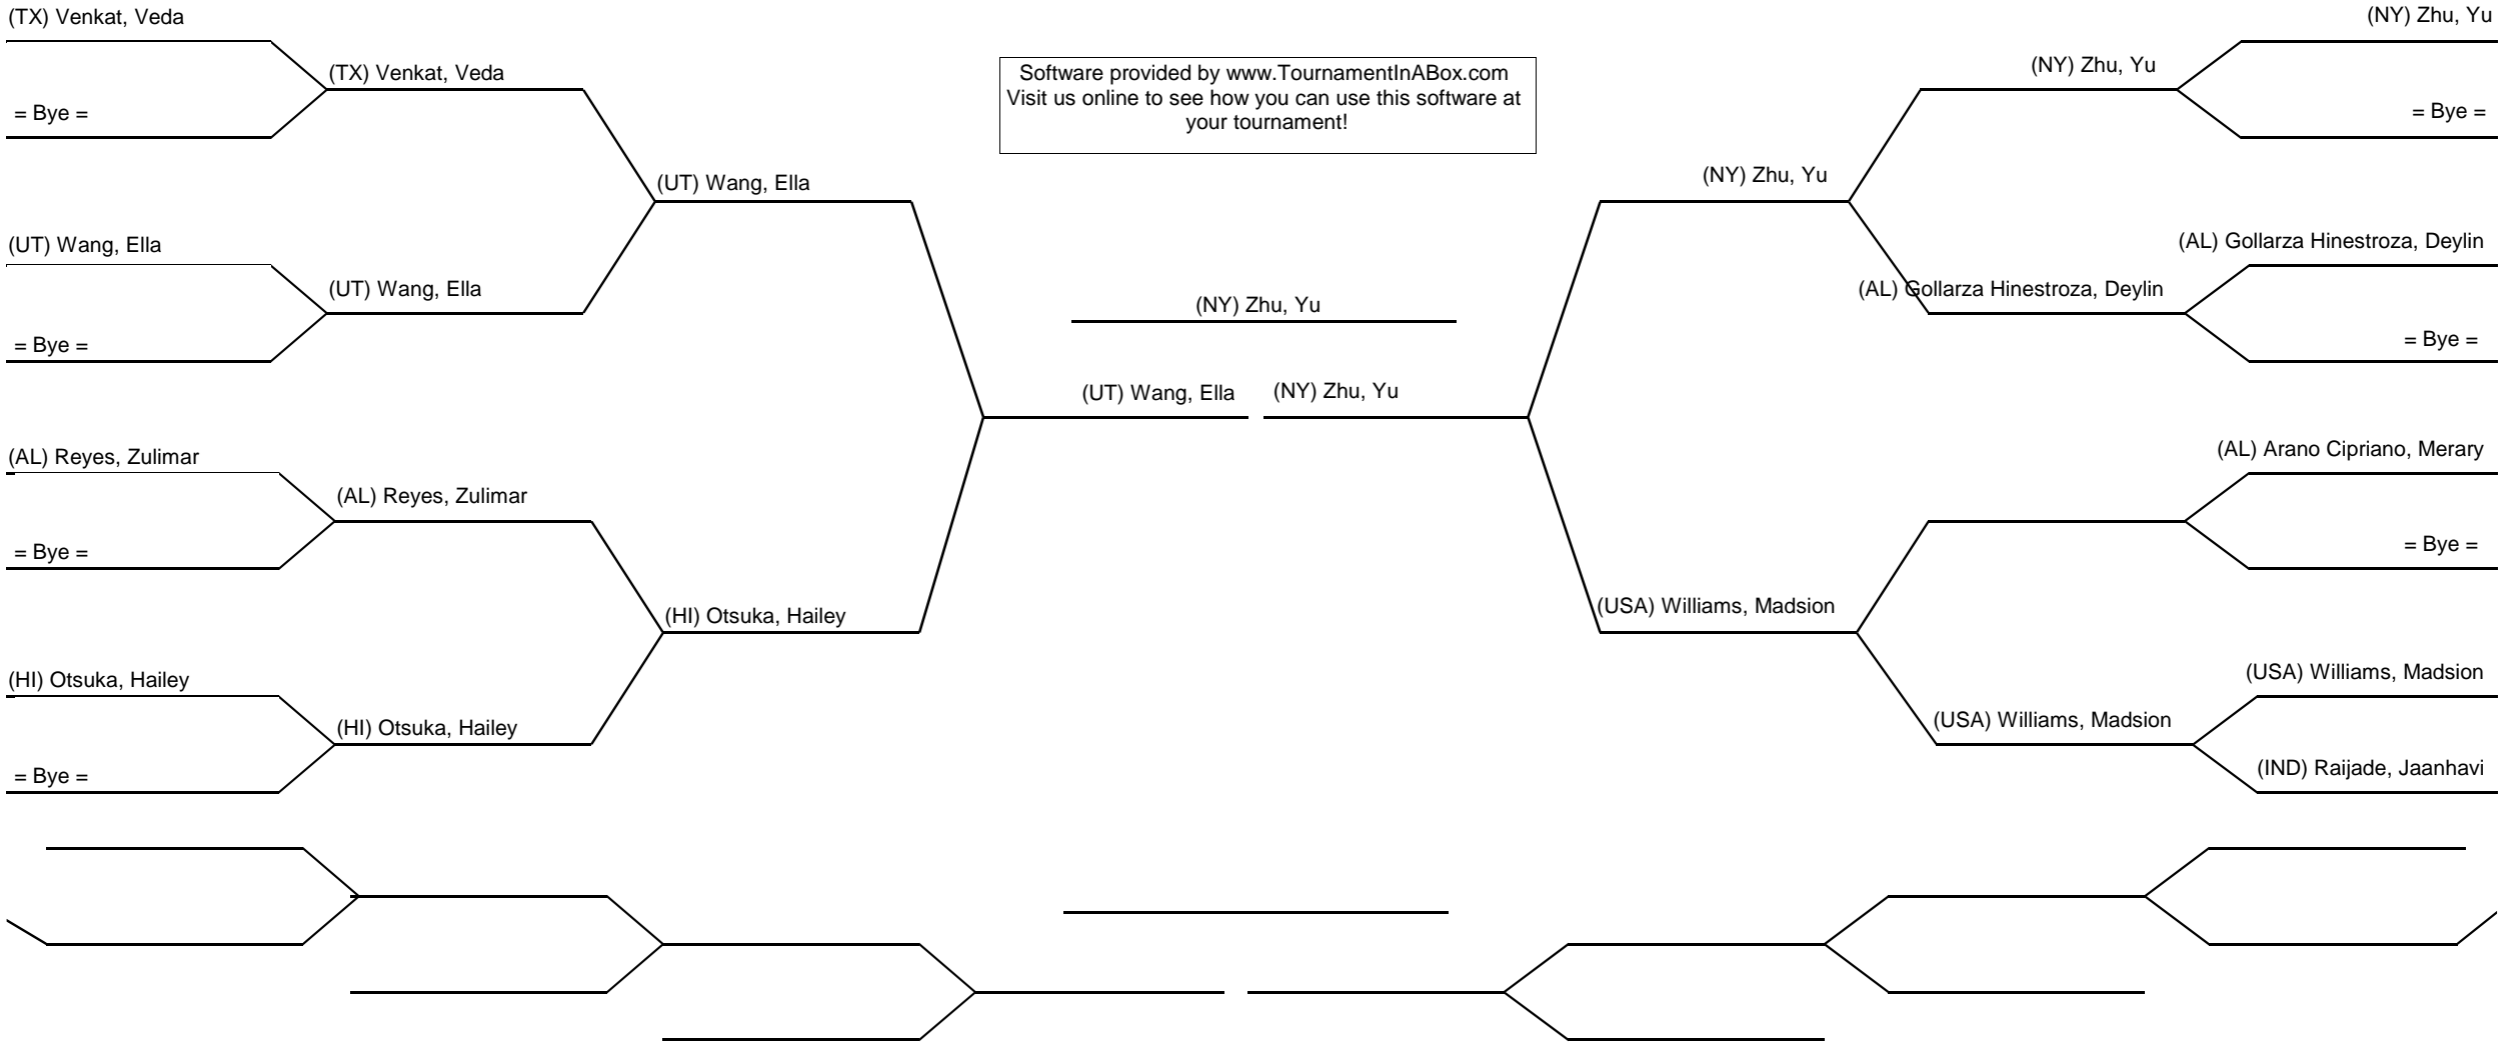 (TX) Venkat, Veda
= Bye =
(UT) Wang, Ella
= Bye =
(AL) Reyes, Zulimar
= Bye =
(HI) Otsuka, Hailey
= Bye =
(TX) Venkat, Veda
(UT) Wang, Ella
(AL) Reyes, Zulimar
(HI) Otsuka, Hailey
(UT) Wang, Ella
(HI) Otsuka, Hailey
Software provided by www.TournamentInABox.com
Visit us online to see how you can use this software at
your tournament!
(NY) Zhu, Yu
(UT) Wang, Ella
(NY) Zhu, Yu
(NY) Zhu, Yu
(USA) Williams, Madsion
(NY) Zhu, Yu
(AL) Gollarza Hinestroza, Deylin
(USA) Williams, Madsion
(NY) Zhu, Yu
= Bye =
(AL) Gollarza Hinestroza, Deylin
= Bye =
(AL) Arano Cipriano, Merary
= Bye =
(USA) Williams, Madsion
(IND) Raijade, Jaanhavi